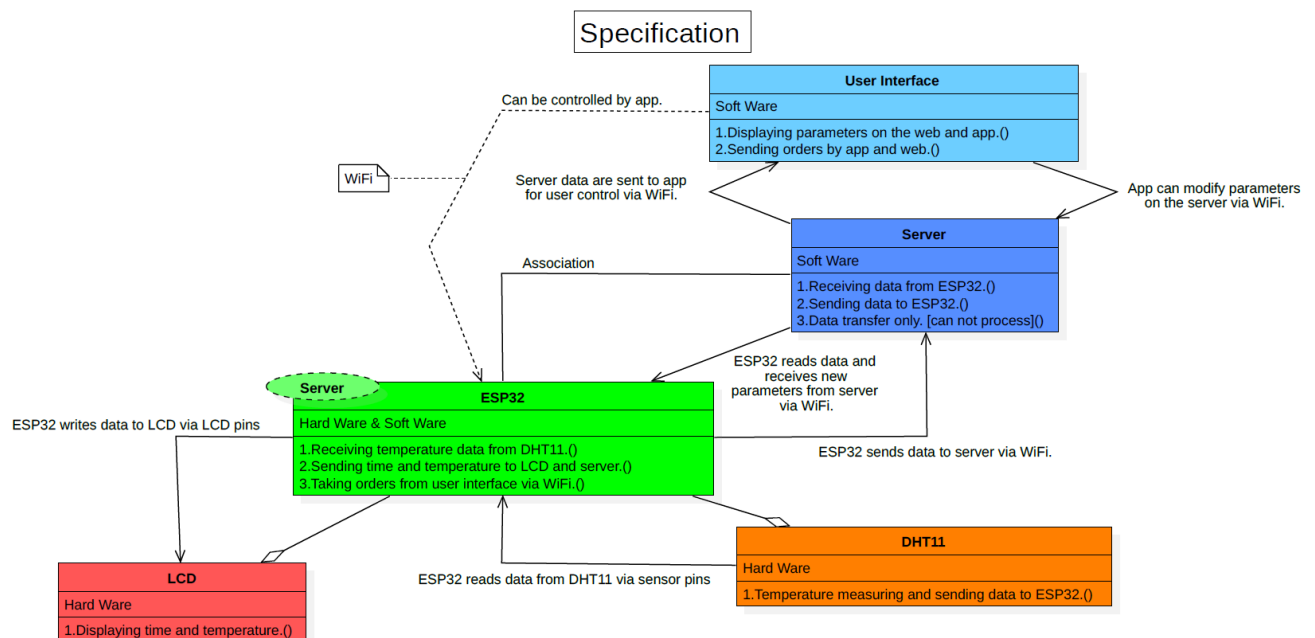 Specification
User Interface
Soft Ware
1.Displaying parameters on the web and app.()
2.Sending orders by app and web.()
Can be controlled by app.
WiFi
Server data are sent to app
for user control via WiFi.
App can modify parameters
on the server via WiFi.
Server
Soft Ware
1.Receiving data from ESP32.()
2.Sending data to ESP32.()
3.Data transfer only. [can not process]()
Association
ESP32 reads data and
receives new
parameters from server
via WiFi.
Server
ESP32
Hard Ware & Soft Ware
1.Receiving temperature data from DHT11.()
2.Sending time and temperature to LCD and server.()
3.Taking orders from user interface via WiFi.()
ESP32 writes data to LCD via LCD pins
ESP32 sends data to server via WiFi.
DHT11
Hard Ware
1.Temperature measuring and sending data to ESP32.()
ESP32 reads data from DHT11 via sensor pins
LCD
Hard Ware
1.Displaying time and temperature.()